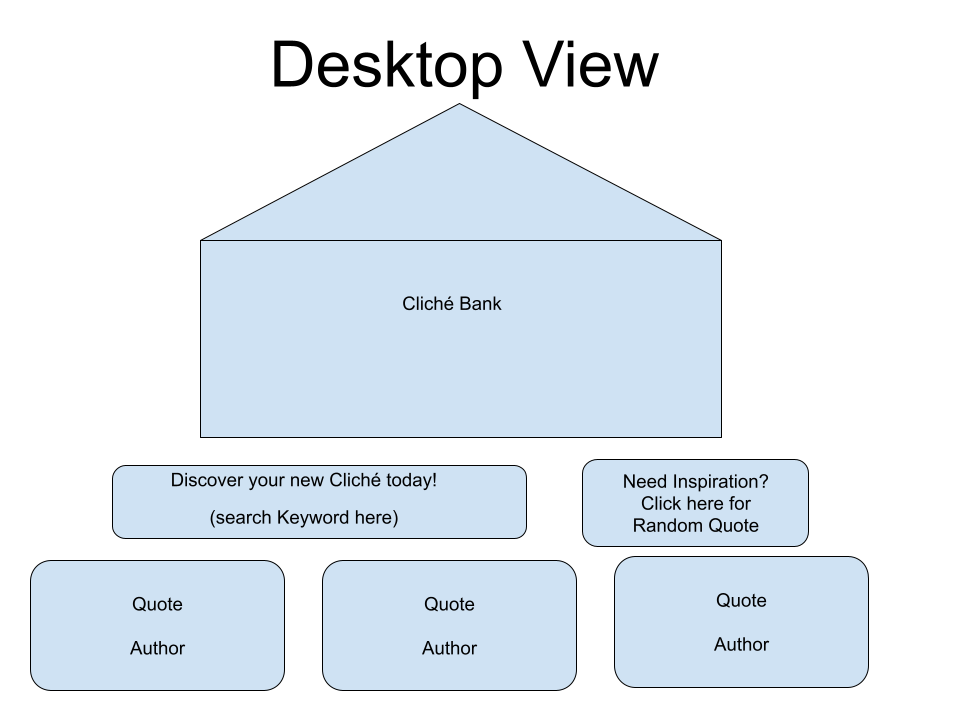 Desktop View
Cliché Bank
Discover your new Cliché today!
(search Keyword here)
Need Inspiration?
Click here for
Random Quote
Quote
Author
Quote
Author
Quote
Author